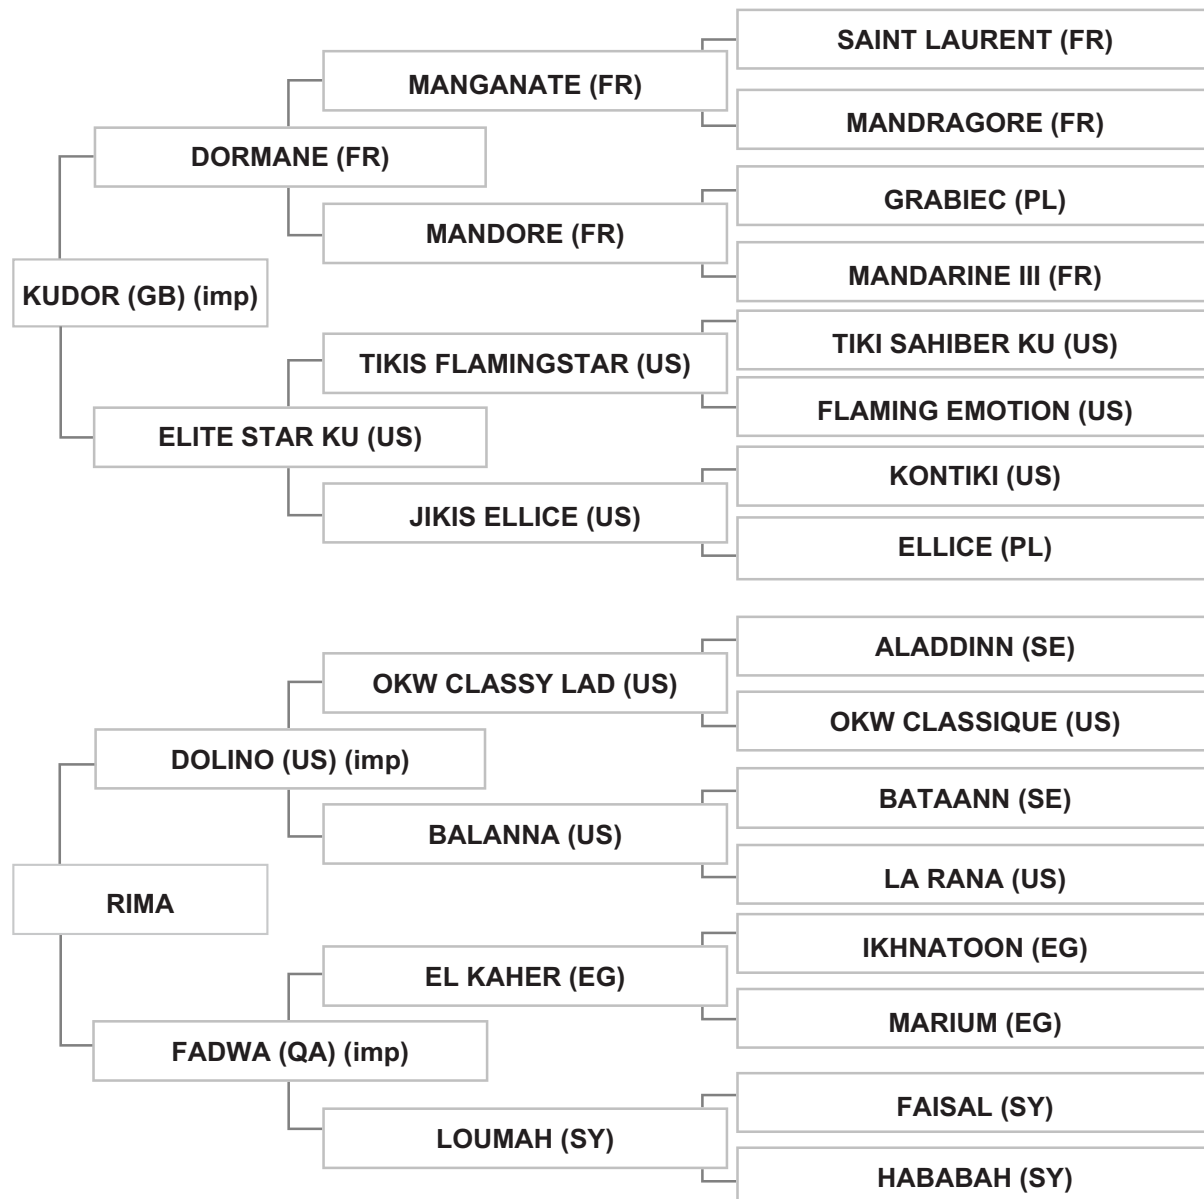 SAINT LAURENT (FR)
MANGANATE (FR)
MANDRAGORE (FR)
DORMANE (FR)
GRABIEC (PL)
MANDORE (FR)
MANDARINE III (FR)
KUDOR (GB) (imp)
TIKI SAHIBER KU (US)
TIKIS FLAMINGSTAR (US)
FLAMING EMOTION (US)
ELITE STAR KU (US)
KONTIKI (US)
JIKIS ELLICE (US)
ELLICE (PL)
ALADDINN (SE)
OKW CLASSY LAD (US)
OKW CLASSIQUE (US)
DOLINO (US) (imp)
BATAANN (SE)
BALANNA (US)
LA RANA (US)
RIMA
IKHNATOON (EG)
EL KAHER (EG)
MARIUM (EG)
FADWA (QA) (imp)
FAISAL (SY)
LOUMAH (SY)
HABABAH (SY)